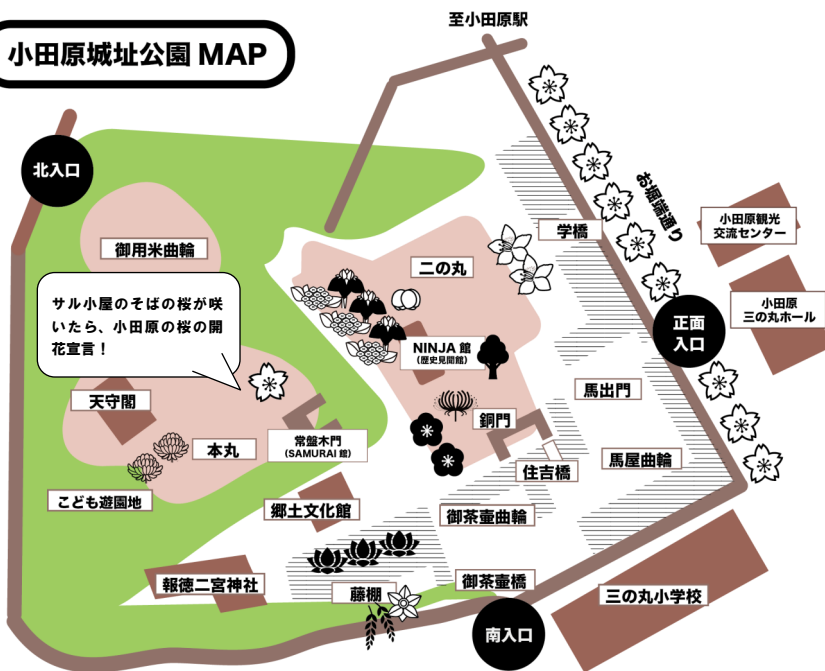 至小田原駅
小田原城址公園 MAP
北入口
お堀端通り
学橋
小田原観光
交流センター
御用米曲輪
二の丸
サル小屋のそばの桜が咲
いたら、小田原の桜の開
花宣言！
小田原
三の丸ホール
正面
入口
NINJA 館
(歴史見聞館)
天守閣
馬出門
銅門
本丸
常盤木門
(SAMURAI 館)
馬屋曲輪
住吉橋
こども遊園地
郷土文化館
御茶壷曲輪
報徳二宮神社
藤棚
御茶壷橋
三の丸小学校
南入口